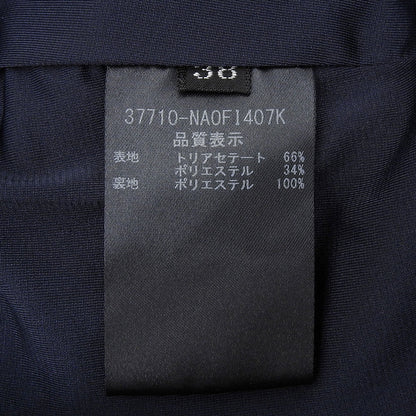 38
37710-NAOFI407K
品質表示
表地 トリアセテート 66%
ポリエステル 34%
裏地 ポリエステル 100%